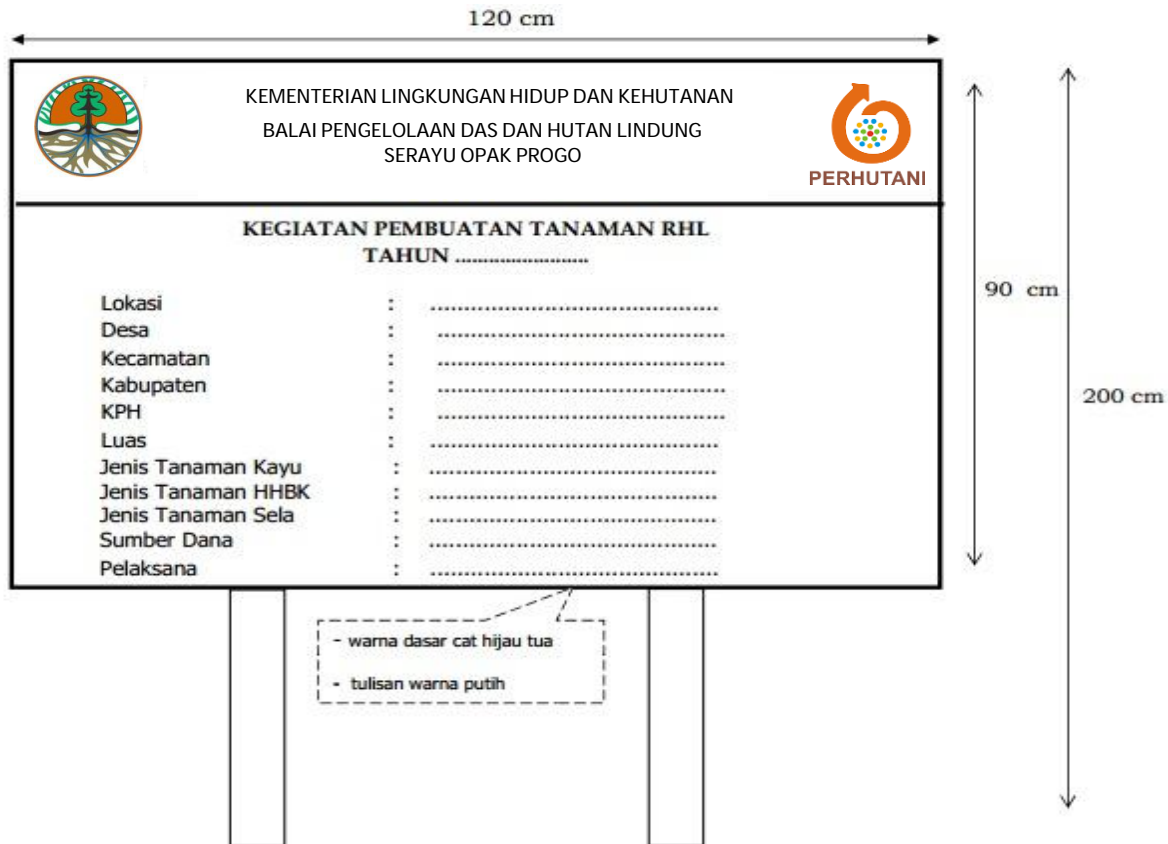 120 cm
KEMENTERIAN LINGKUNGAN HIDUP DAN KEHUTANAN
BALAI PENGELOLAAN DAS DAN HUTAN LINDUNG
SERAYU OPAK PROGO
PERHUTANI
KEGIATAN PEMBUATAN TANAMAN RHL
TAHUN ..........................
Lokasi : ...........................................
Desa : ...........................................
Kecamatan : ...........................................
Kabupaten : ...........................................
KPH : ...........................................
Luas : ...........................................
Jenis Tanaman Kayu : ...........................................
Jenis Tanaman HHBK : ...........................................
Jenis Tanaman Sela : ...........................................
Sumber Dana : ...........................................
Pelaksana : ...........................................
90 cm
200 cm
- warna dasar cat hijau tua
- tulisan warna putih